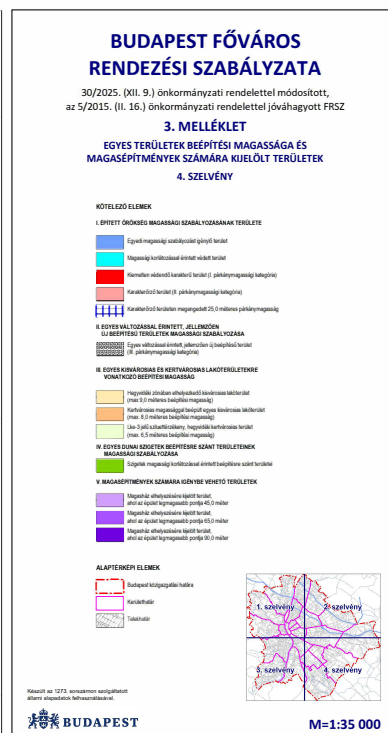 BUDAPEST FŐVÁROS
RENDEZÉSI SZABÁLYZATA
30/2025. (XII. 9.) önkormányzati rendelettel módosított,
az 5/2015. (II. 16.) önkormányzati rendelettel jóváhagyott FRSZ
3. MELLÉKLET
EGYES TERÜLETEK BEÉPÍTÉSI MAGASSÁGA ÉS
MAGASÉPÍTMÉNYEK SZÁMÁRA KIJELÖLT TERÜLETEK
4. SZELVÉNY
KÖTELEZŐ ELEMEK
I. ÉPÍTETT ÖRÖKSÉG MAGASSÁGI SZABÁLYOZÁSÁNAK TERÜLETE
Egyedi magassági szabályozást igénylő terület
Magassági korlátozással érintett védett terület
Kiemelten védendő karakterű terület (I. párkánymagassági kategória)
Karakterőrző terület (II. párkánymagassági kategória)
Karakterőrző területen megengedett 25,0 méteres párkánymagasság
II. EGYES VÁLTOZÁSSAL ÉRINTETT, JELLEMZŐEN
ÚJ BEÉPÍTÉSŰ TERÜLETEK MAGASSÁGI SZABÁLYOZÁSA
Egyes változással érintett, jellemzően új beépítésű terület
(III. párkánymagassági kategória)
III. EGYES KISVÁROSIAS ÉS KERTVÁROSIAS LAKÓTERÜLETEKRE
VONATKOZÓ BEÉPÍTÉSI MAGASSÁG
Hegyvidéki zónában elhelyezkedő kisvárosias lakóterület
(max 9,0 méteres beépítési magasság)
Kertvárosias magassággal beépült egyes kisvárosias lakóterület
(max. 8,0 méteres beépítési magasság)
Lke-3 jelű szőlőtermőhelyi, hegyvidéki kertvárosias terület
(max. 6,5 méteres beépítési magasság)
IV. EGYES DUNAI SZIGETEK BEÉPÍTÉSRE SZÁNT TERÜLETEINEK
MAGASSÁGI SZABÁLYOZÁSA
Szigetek magassági korlátozással érintett beépítésre szánt területei
V. MAGASÉPÍTMÉNYEK SZÁMÁRA IGÉNYBE VEHETŐ TERÜLETEK
Magasház elhelyezésére kijelölt terület,
ahol az épület legmagasabb pontja 45,0 méter
Magasház elhelyezésére kijelölt terület,
ahol az épület legmagasabb pontja 65,0 méter
Magasház elhelyezésére kijelölt terület,
ahol az épület legmagasabb pontja 90,0 méter
ALAPTÉRKÉPI ELEMEK
Budapest közigazgatási határa
Kerülethatár
Telekhatár
1. szelvény
2. szelvény
3. szelvény
4. szelvény
Készült az 1273. sorszámon szolgáltatott
állami alapadatok felhasználásával.
BUDAPEST
M=1:35 000